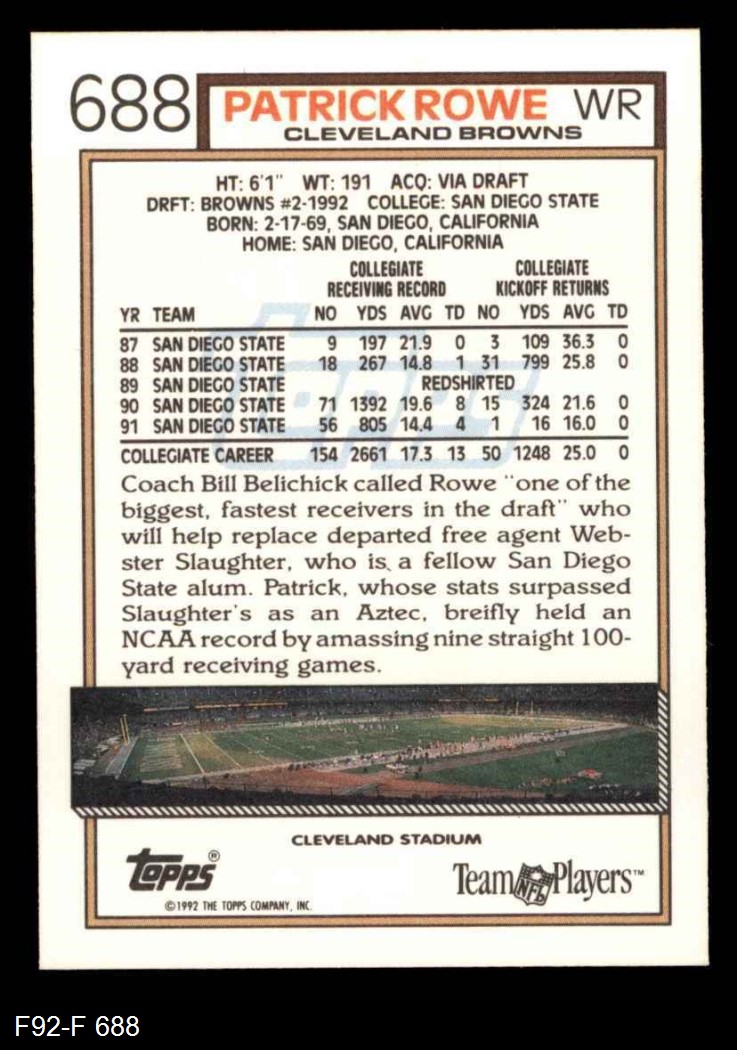 688 PATRICK ROWE WR
CLEVELAND BROWNS
HT: 6'1" WT: 191 ACQ: VIA DRAFT
DRFT: BROWNS #2-1992 COLLEGE: SAN DIEGO STATE
BORN: 2-17-69, SAN DIEGO, CALIFORNIA
HOME: SAN DIEGO, CALIFORNIA
COLLEGIATE COLLEGIATE
RECEIVING RECORD KICKOFF RETURNS
YR TEAM NO YDS AVG TD NO YDS AVG TD
87 SAN DIEGO STATE 9 197 21.9 0 3 109 36.3 0
88 SAN DIEGO STATE 18 267 14.8 1 31 799 25.8 0
89 SAN DIEGO STATE REDSHIRTED
90 SAN DIEGO STATE 71 1392 19.6 8 15 324 21.6 0
91 SAN DIEGO STATE 56 805 14.4 4 1 16 16.0 0
COLLEGIATE CAREER 154 2661 17.3 13 50 1248 25.0 0
topps
Coach Bill Belichick called Rowe "one of the
biggest, fastest receivers in the draft" who
will help replace departed free agent Web-
ster Slaughter, who is a fellow San Diego
State alum. Patrick, whose stats surpassed
Slaughter's as an Aztec, breifly held an
NCAA record by amassing nine straight 100-
yard receiving games.
CLEVELAND STADIUM
topps®
©1992 THE TOPPS COMPANY, INC.
Team NFL Players™
F92-F 688